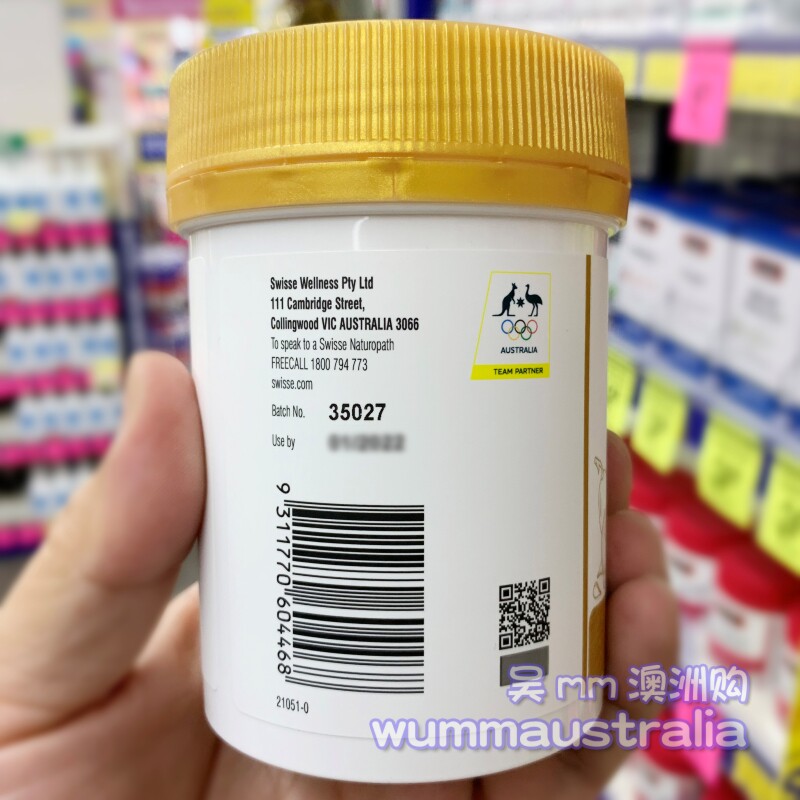 Swisse Wellness Pty Ltd
111 Cambridge Street,
Collingwood VIC AUSTRALIA 3066
To speak to a Swisse Naturopath
FREECALL 1800 794 773
swisse.com
Batch No. 35027
Use by
AUSTRALIA
TEAM PARTNER
9 311770 604468
21051-0
吴mm澳洲购
wummaustralia